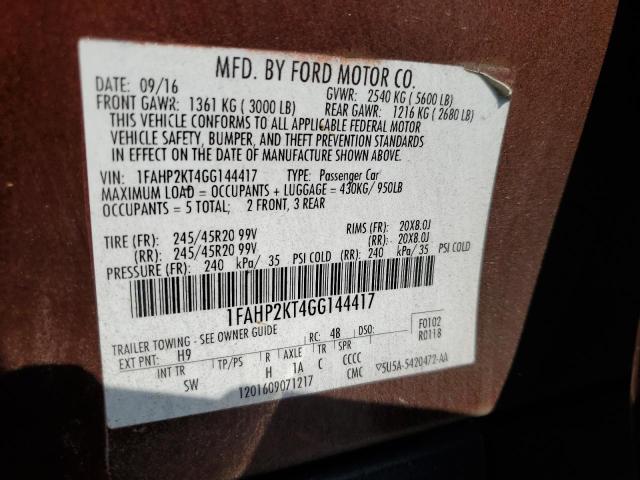 MFD. BY FORD MOTOR CO.
DATE: 09/16 GVWR: 2540 KG ( 5600 LB)
FRONT GAWR: 1361 KG ( 3000 LB) REAR GAWR: 1216 KG ( 2680 LB)
THIS VEHICLE CONFORMS TO ALL APPLICABLE FEDERAL MOTOR
VEHICLE SAFETY, BUMPER, AND THEFT PREVENTION STANDARDS
IN EFFECT ON THE DATE OF MANUFACTURE SHOWN ABOVE.
VIN: 1FAHP2KT4GG144417 TYPE: Passenger Car
MAXIMUM LOAD = OCCUPANTS + LUGGAGE = 430KG/ 950LB
OCCUPANTS = 5 TOTAL; 2 FRONT, 3 REAR
TIRE (FR): 245/45R20 99V RIMS (FR): 20X8.0J
(RR): 245/45R20 99V (RR): 20X8.0J
PRESSURE (FR): 240 kPa/ 35 PSI COLD (RR): 240 kPa/ 35 PSI COLD
1FAHP2KT4GG144417
TRAILER TOWING - SEE OWNER GUIDE RC: 4B DSO: F0102
EXT PNT: H9 R0118
INT TR TP/PS R AXLE TR SPR
SW H 1A C CCCC
1201609071217 CMC 5U5A-5420472-AA